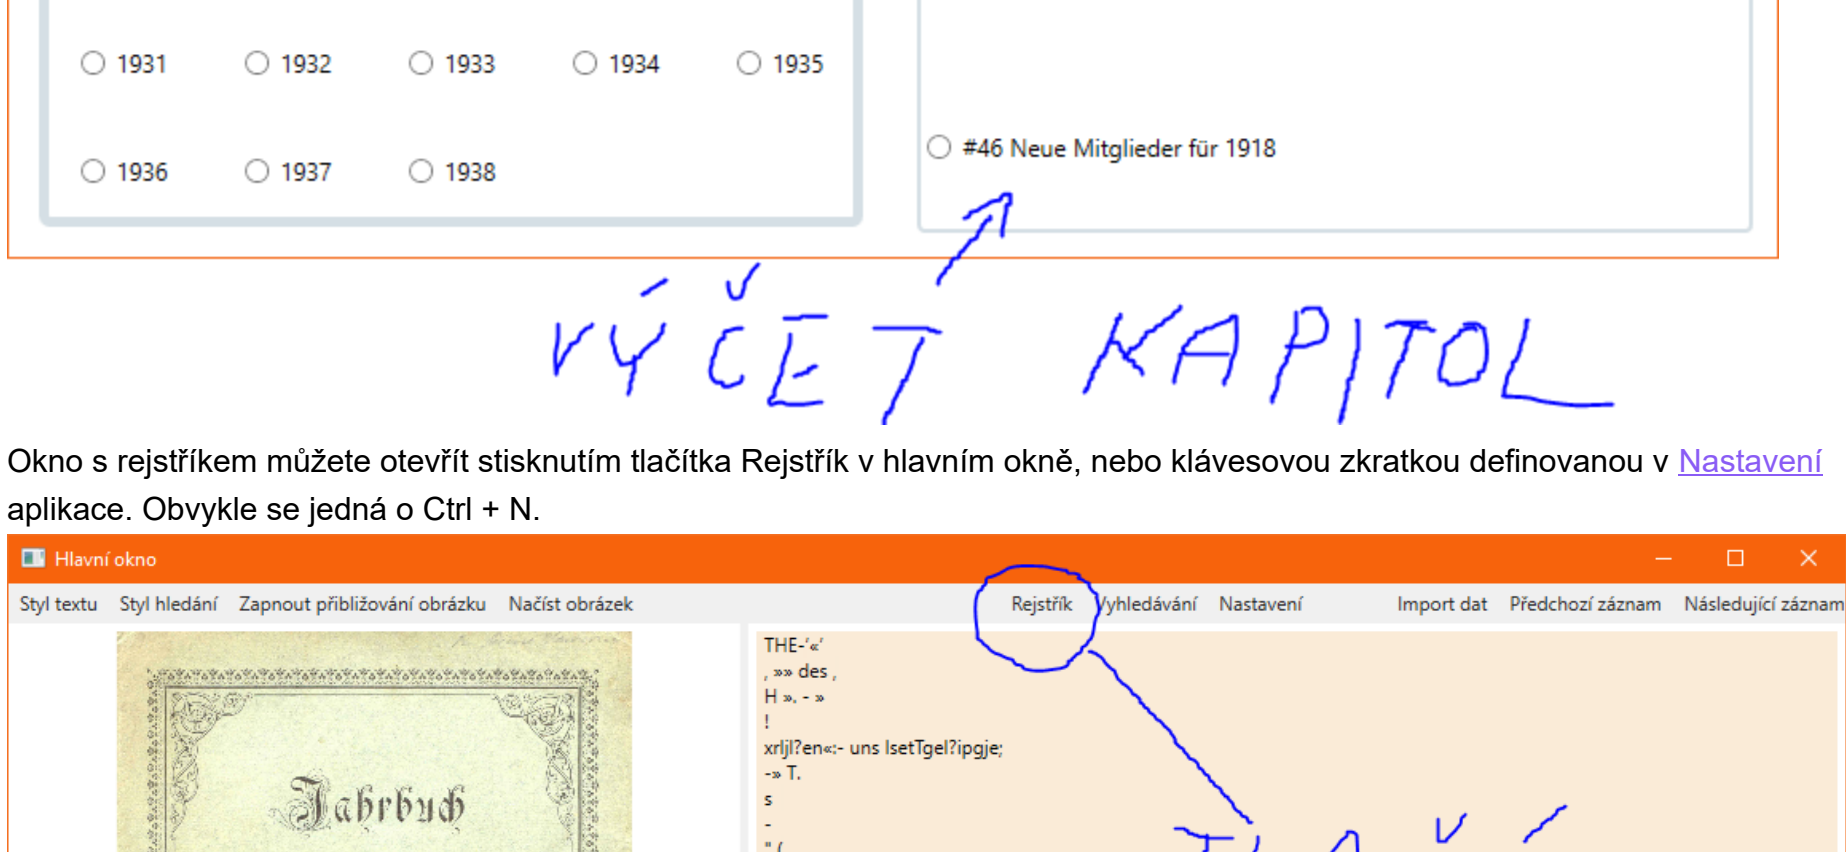 1931 1932 1933 1934 1935
#46 Neue Mitglieder für 1918
1936 1937 1938
VÝČET KAPITOL
Okno s rejstříkem můžete otevřít stisknutím tlačítka Rejstřík v hlavním okně, nebo klávesovou zkratkou definovanou v Nastavení
aplikace. Obvykle se jedná o Ctrl + N.
Hlavní okno
Styl textu Styl hledání Zapnout přibližování obrázku Načíst obrázek Rejstřík Vyhledávání Nastavení Import dat Předchozí záznam Následující záznam
THE-'«'
, »» des ,
H ». - »
!
xrljl?en«:- uns lsetTgel?ipgje;
-» T.
s
-
" (
Jahrbuch